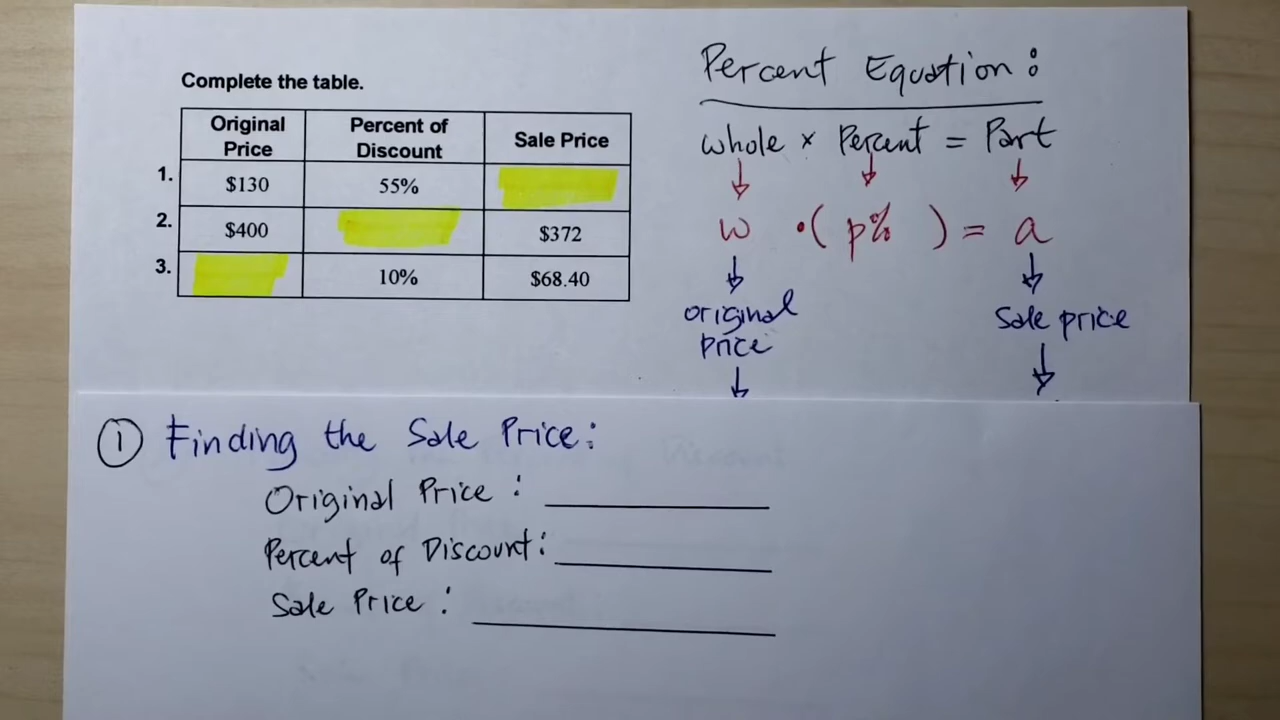 Complete the table.
Original Price
Percent of Discount
Sale Price
1.
$130
55%
2.
$400
$372
3.
10%
$68.40
Percent Equation:
whole × Percent = Part
w •( p% ) = a
original
price
Sale price
① Finding the Sale Price:
Original Price :
Percent of Discount:
Sale Price :